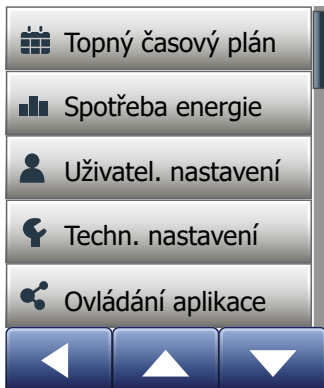 Topný časový plán
Spotřeba energie
Uživatel. nastavení
Techn. nastavení
Ovládání aplikace